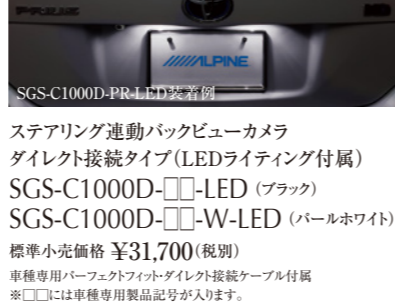 PRIUS
ALPINE
SGS-C1000D-PR-LED装着例
ステアリング連動バックビューカメラ
ダイレクト接続タイプ（LEDライティング付属）
SGS-C1000D-□□-LED（ブラック）
SGS-C1000D-□□-W-LED（パールホワイト）
標準小売価格 ¥31,700（税別）
車種専用パーフェクトフィット・ダイレクト接続ケーブル付属
※□□には車種専用製品記号が入ります。